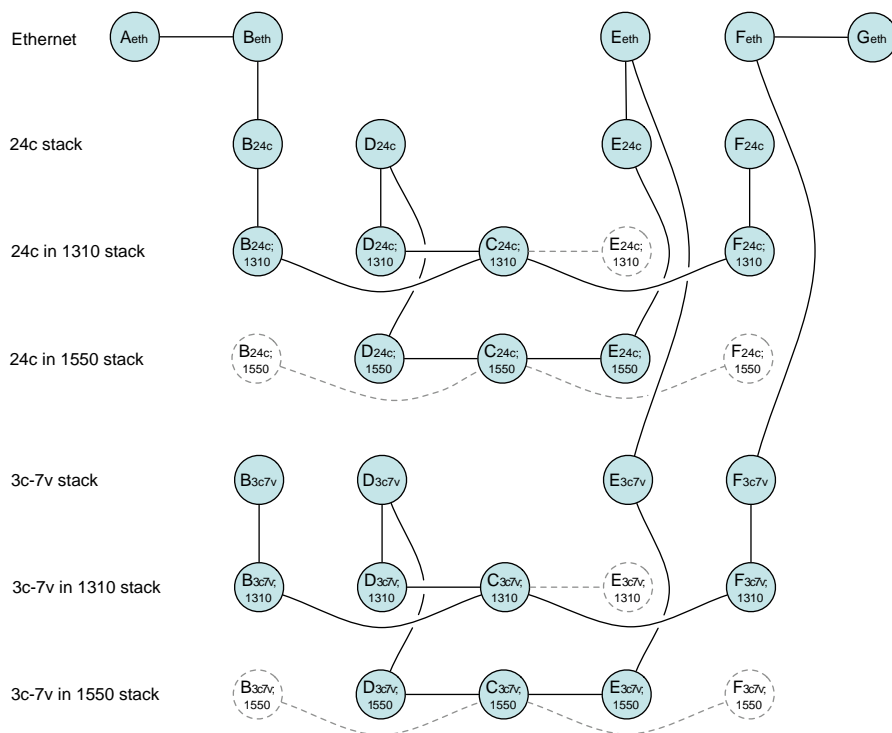 Ethernet Aeth Beth Eeth Feth Geth
24c stack B24c D24c E24c F24c
24c in 1310 stack B24c; 1310 D24c; 1310 C24c; 1310 E24c; 1310 F24c; 1310
24c in 1550 stack B24c; 1550 D24c; 1550 C24c; 1550 E24c; 1550 F24c; 1550
3c-7v stack B3c7v D3c7v E3c7v F3c7v
3c-7v in 1310 stack B3c7v; 1310 D3c7v; 1310 C3c7v; 1310 E3c7v; 1310 F3c7v; 1310
3c-7v in 1550 stack B3c7v; 1550 D3c7v; 1550 C3c7v; 1550 E3c7v; 1550 F3c7v; 1550